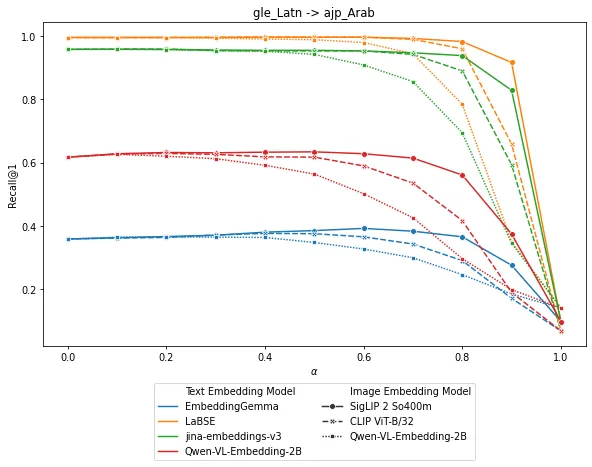 gle_Latn -> ajp_Arab
1.0
0.8
0.6
0.4
0.2
Recall@1
0.0 0.2 0.4 0.6 0.8 1.0
α
Text Embedding Model Image Embedding Model
EmbeddingGemma SigLIP 2 So400m
LaBSE CLIP ViT-B/32
jina-embeddings-v3 Qwen-VL-Embedding-2B
Qwen-VL-Embedding-2B